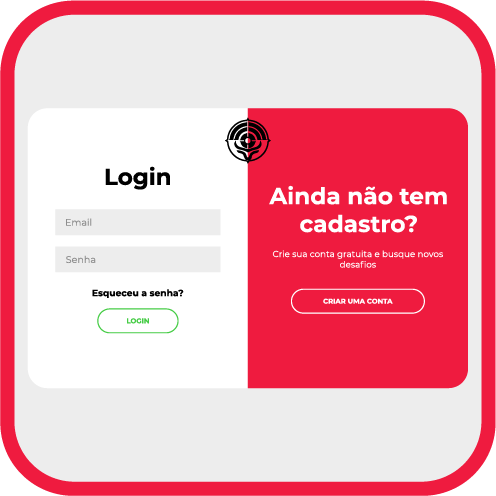 Login
Email
Senha
Esqueceu a senha?
LOGIN
Ainda não tem
cadastro?
Crie sua conta gratuita e busque novos
desafios
CRIAR UMA CONTA